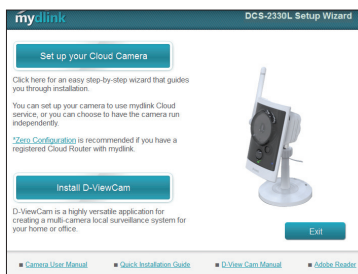 mydlink
DCS-2330L Setup Wizard
Set up your Cloud Camera
Click here for an easy step-by-step wizard that guides
you through installation.
You can set up your camera to use mydlink Cloud
service, or you can choose to have the camera run
independently.
*Zero Configuration is recommended if you have a
registered Cloud Router with mydlink.
Install D-ViewCam
D-ViewCam is a highly versatile application for
creating a multi-camera local surveillance system for
your home or office.
Exit
Camera User Manual
Quick Installation Guide
D-View Cam Manual
Adobe Reader